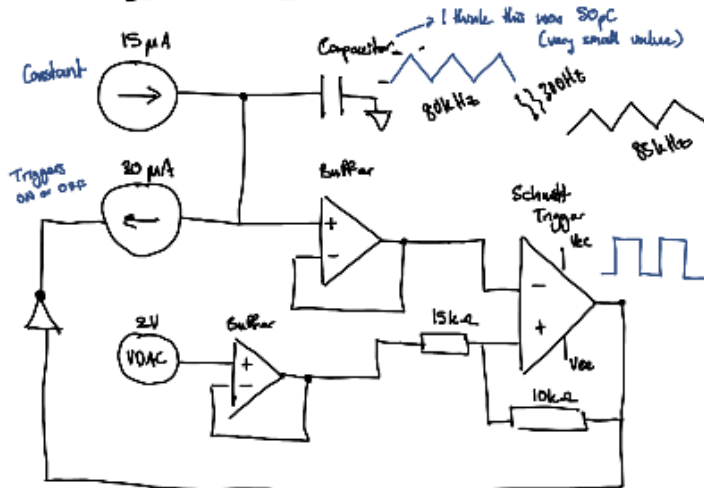 I think this was 50pC
(very small value)
15 µA
Capacitor
Constant
80kHz
300Hz
85kHz
Triggers
ON or OFF
30 µA
Buffer
Schmitt
Trigger
Vcc
-
+
2V
VDAC
Buffer
15kΩ
Vee
10kΩ